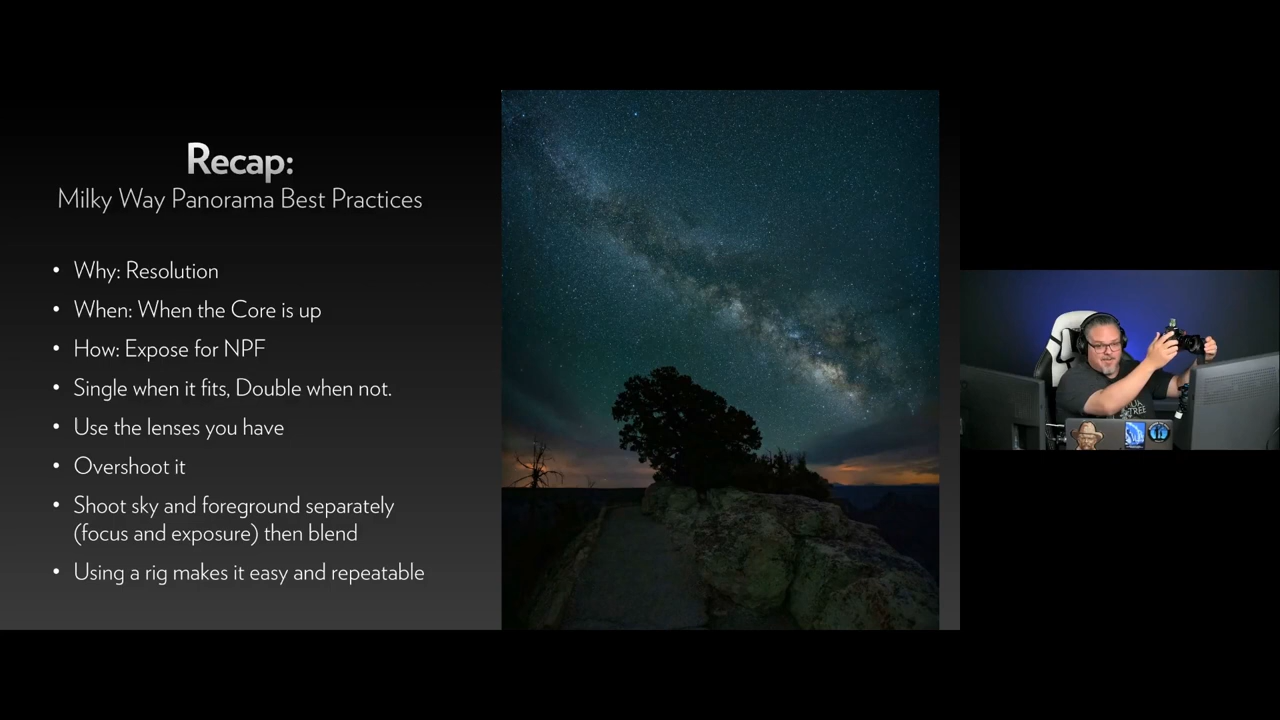 Recap:
Milky Way Panorama Best Practices
• Why: Resolution
• When: When the Core is up
• How: Expose for NPF
• Single when it fits, Double when not.
• Use the lenses you have
• Overshoot it
• Shoot sky and foreground separately
(focus and exposure) then blend
• Using a rig makes it easy and repeatable
TREE